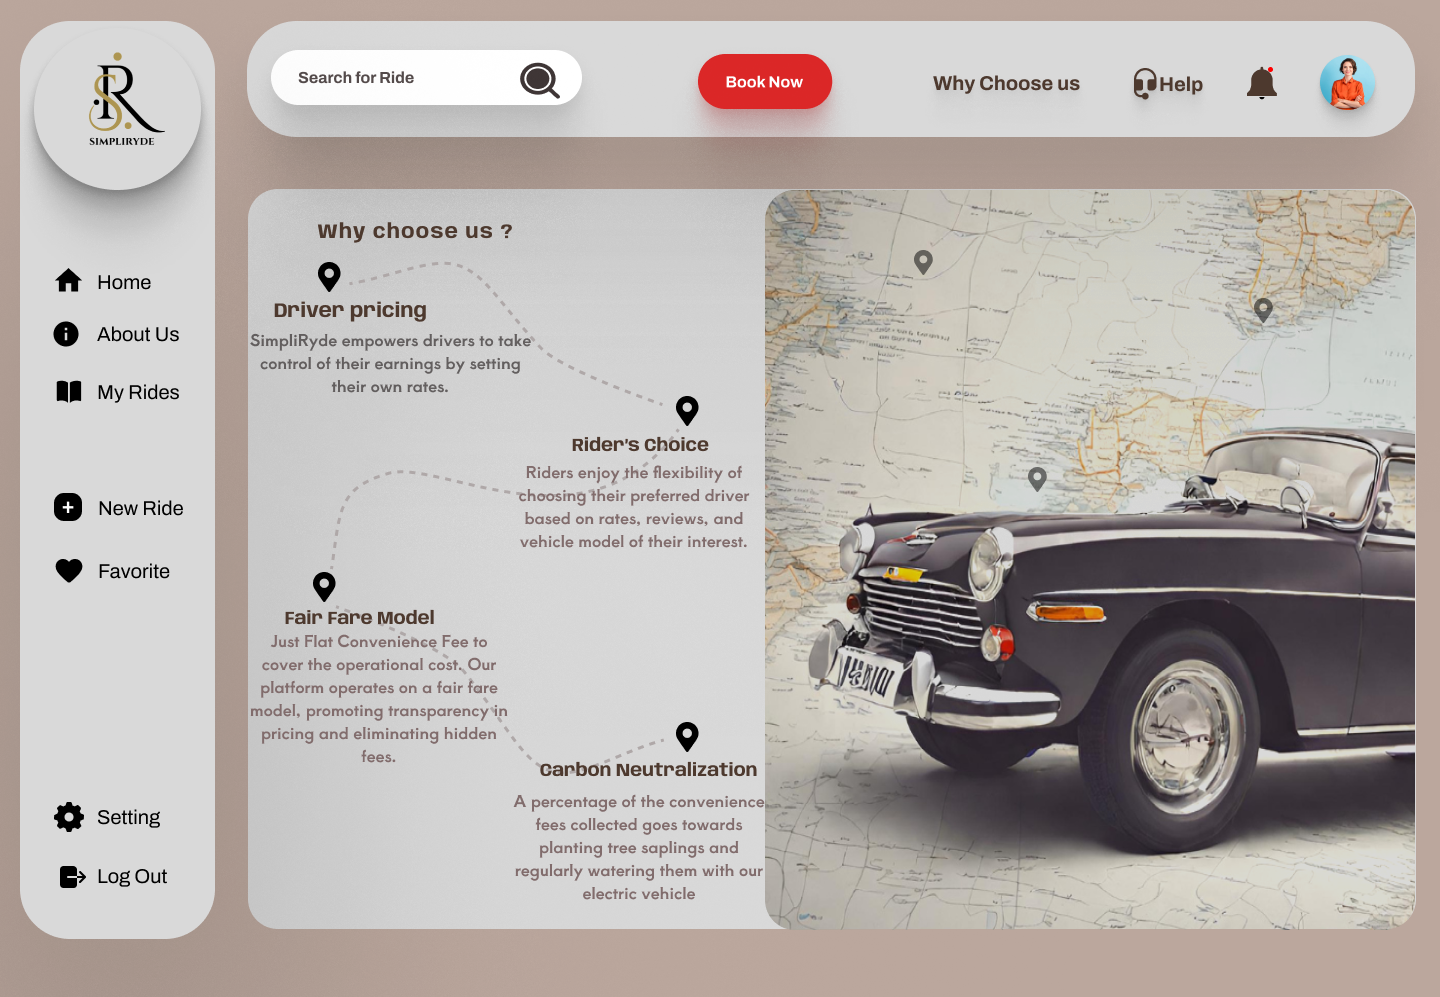 SR
SIMPLIRYDE
Home
About Us
My Rides
New Ride
Favorite
Setting
Log Out
Search for Ride
Book Now
Why Choose us
Help
Why choose us ?
Driver pricing
SimpliRyde empowers drivers to take
control of their earnings by setting
their own rates.
Rider's Choice
Riders enjoy the flexibility of
choosing their preferred driver
based on rates, reviews, and
vehicle model of their interest.
Fair Fare Model
Just Flat Convenience Fee to
cover the operational cost. Our
platform operates on a fair fare
model, promoting transparency in
pricing and eliminating hidden
fees.
Carbon Neutralization
A percentage of the convenience
fees collected goes towards
planting tree saplings and
regularly watering them with our
electric vehicle